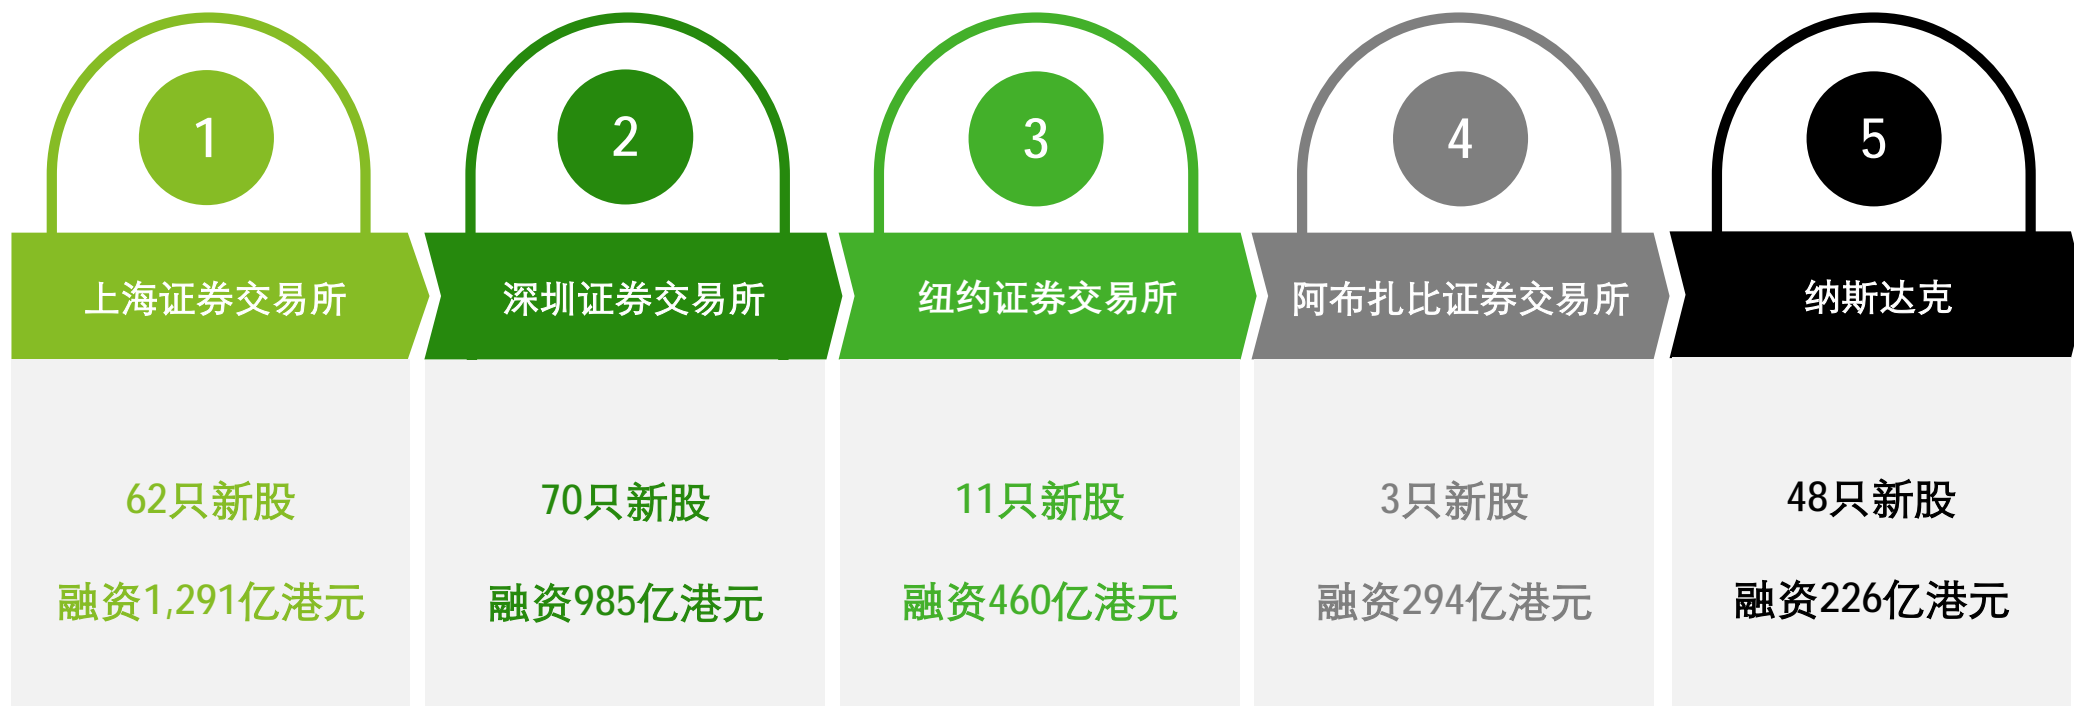 1
上海证券交易所
62只新股
融资1,291亿港元
2
深圳证券交易所
70只新股
融资985亿港元
3
纽约证券交易所
11只新股
融资460亿港元
4
阿布扎比证券交易所
3只新股
融资294亿港元
5
纳斯达克
48只新股
融资226亿港元